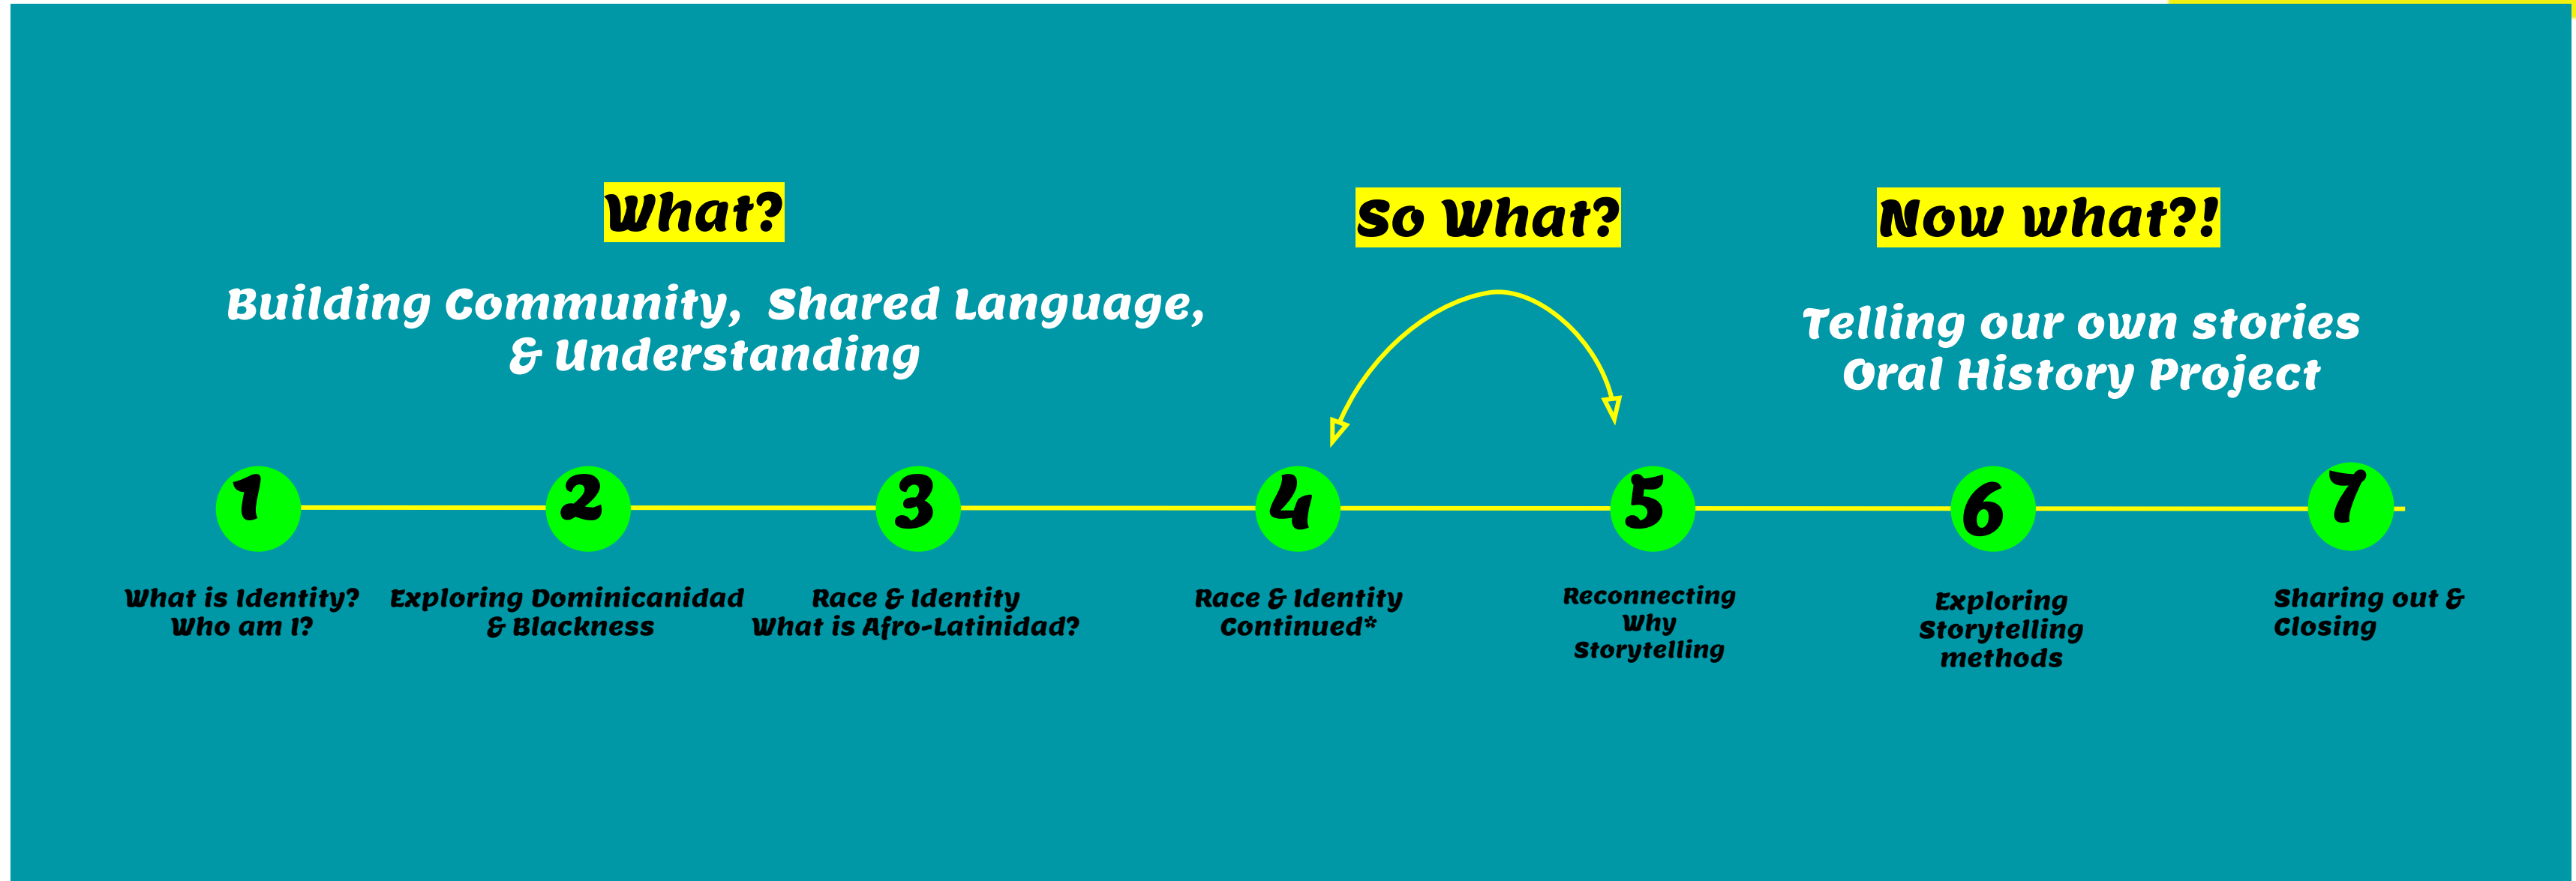 What?
Building Community, Shared Language,
& Understanding
So What?
Now what?!
Telling our own stories
Oral History Project
1
2
3
4
5
6
7
What is Identity?
Who am I?
Exploring Dominicanidad
& Blackness
Race & Identity
What is Afro-Latinidad?
Race & Identity
Continued*
Reconnecting
Why
Storytelling
Exploring
Storytelling
methods
Sharing out &
Closing